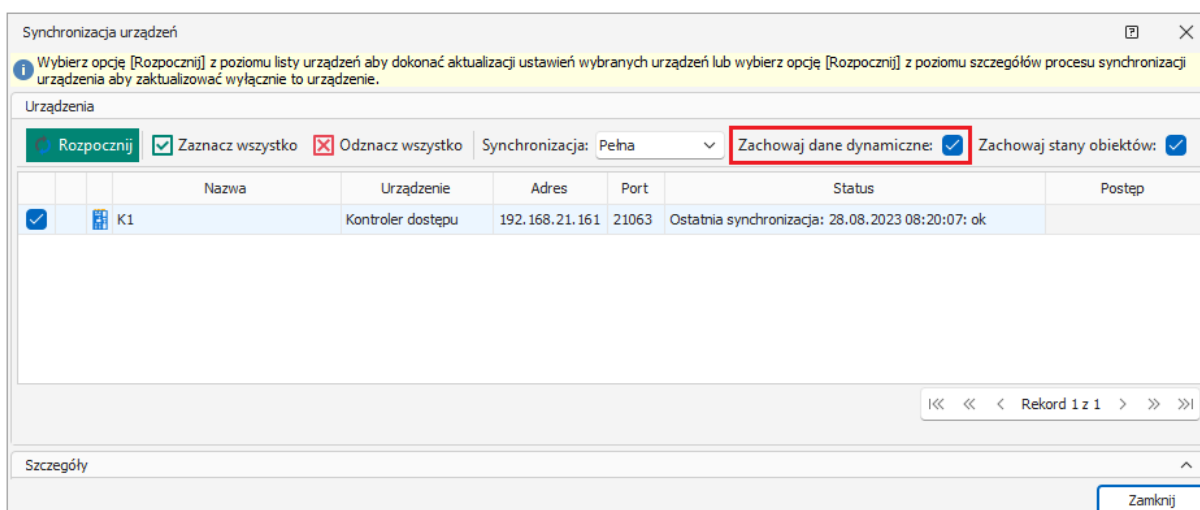 Synchronizacja urządzeń
Wybierz opcję [Rozpocznij] z poziomu listy urządzeń aby dokonać aktualizacji ustawień wybranych urządzeń lub wybierz opcję [Rozpocznij] z poziomu szczegółów procesu synchronizacji
urządzenia aby zaktualizować wyłącznie to urządzenie.
Urządzenia
Rozpocznij Zaznacz wszystko Odznacz wszystko Synchronizacja: Pełna Zachowaj dane dynamiczne: Zachowaj stany obiektów:
Nazwa Urządzenie Adres Port Status Postęp
K1 Kontroler dostępu 192.168.21.161 21063 Ostatnia synchronizacja: 28.08.2023 08:20:07: ok
Rekord 1 z 1
Szczegóły
Zamknij